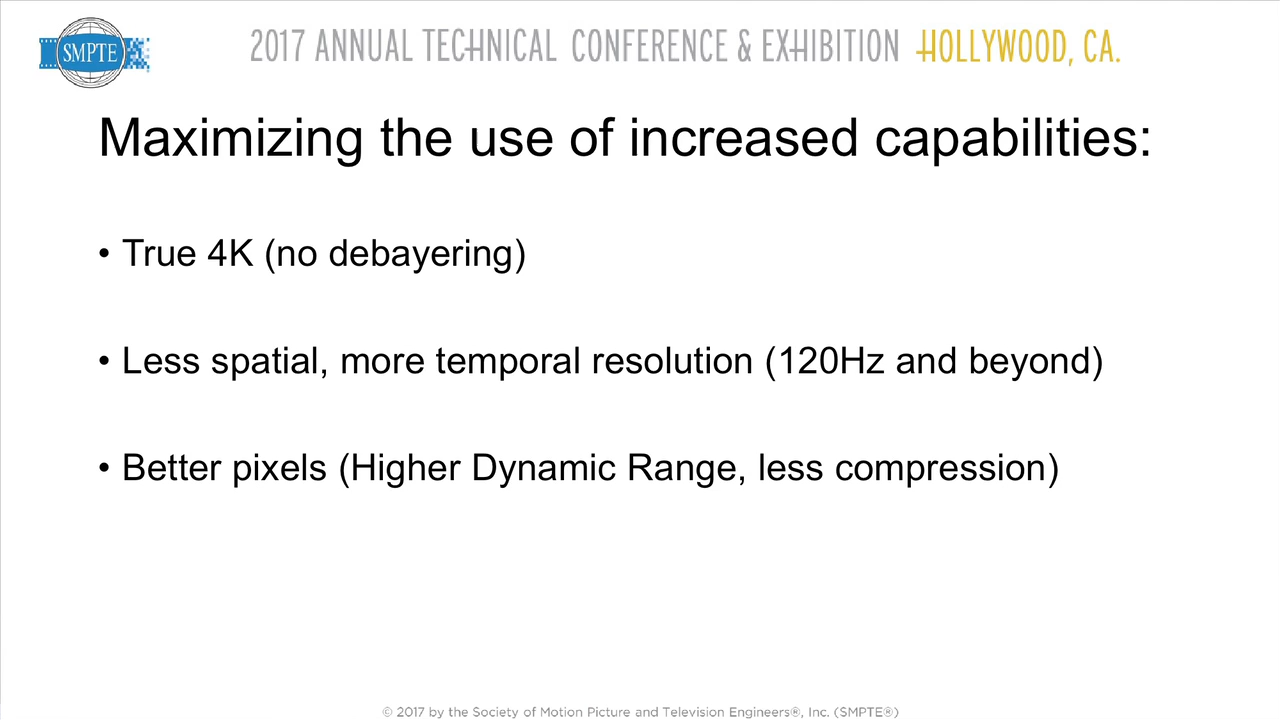 SMPTE
2017 ANNUAL TECHNICAL CONFERENCE & EXHIBITION HOLLYWOOD, CA.
Maximizing the use of increased capabilities:
• True 4K (no debayering)
• Less spatial, more temporal resolution (120Hz and beyond)
• Better pixels (Higher Dynamic Range, less compression)
© 2017 by the Society of Motion Picture and Television Engineers®, Inc. (SMPTE®)